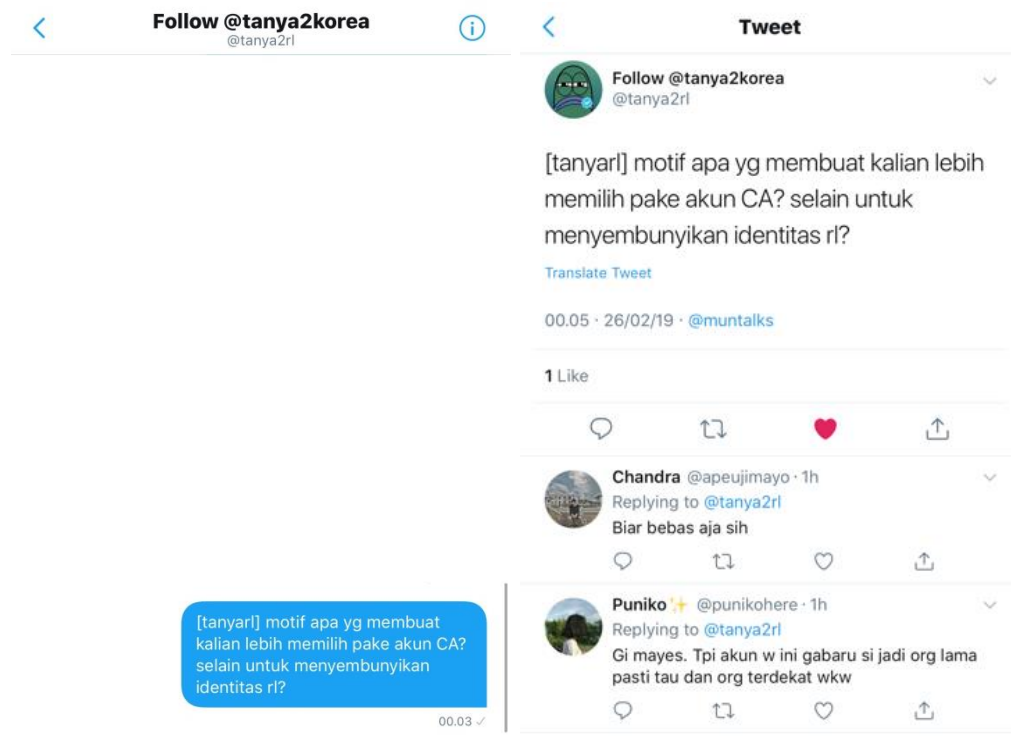 Follow @tanya2korea
@tanya2rl
[tanyarl] motif apa yg membuat
kalian lebih memilih pake akun CA?
selain untuk menyembunyikan
identitas rl?
00.03
Tweet
Follow @tanya2korea
@tanya2rl
[tanyarl] motif apa yg membuat kalian lebih
memilih pake akun CA? selain untuk
menyembunyikan identitas rl?
Translate Tweet
00.05 · 26/02/19 · @muntalks
1 Like
Chandra @apeujimayo · 1h
Replying to @tanya2rl
Biar bebas aja sih
Puniko✨ @punikohere · 1h
Replying to @tanya2rl
Gi mayes. Tpi akun w ini gabaru si jadi org lama
pasti tau dan org terdekat wkw